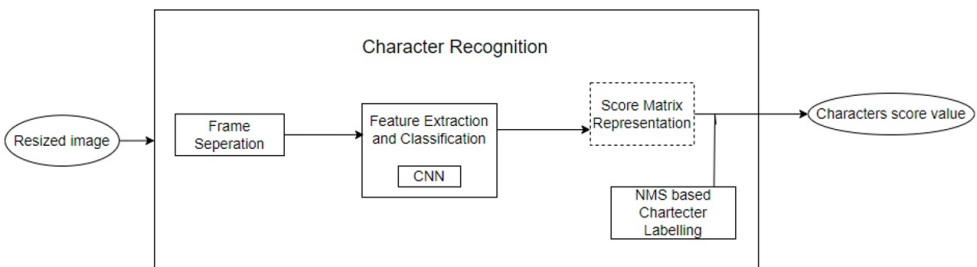 Character Recognition
Resized image
Frame
Seperation
Feature Extraction
and Classification
CNN
Score Matrix
Representation
NMS based
Chartecter
Labelling
Characters score value